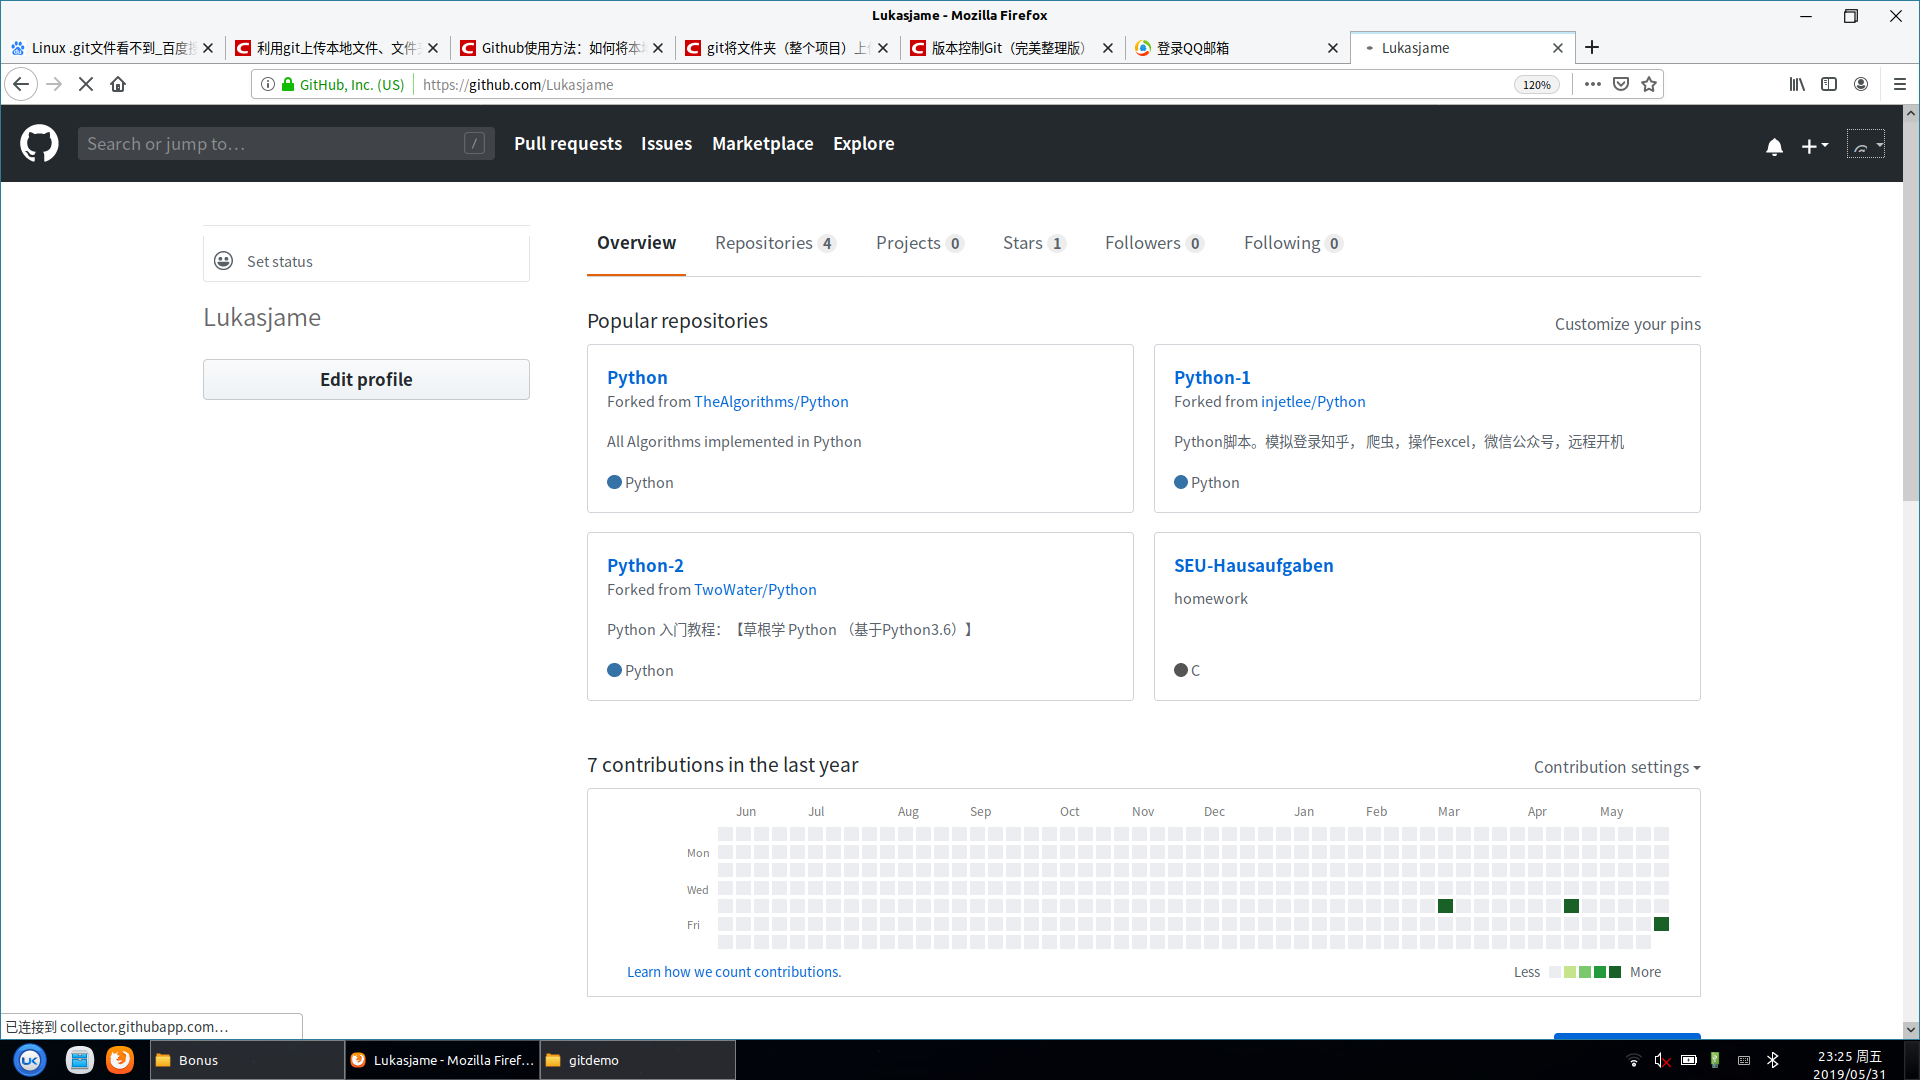 Lukasjame - Mozilla Firefox
Linux .git文件看不到_百度
利用git上传本地文件、文件
Github使用方法：如何将本
git将文件夹（整个项目）上
版本控制Git（完美整理版）
登录QQ邮箱
Lukasjame
GitHub, Inc. (US)
https://github.com/Lukasjame
120%
Search or jump to…
/
Pull requests
Issues
Marketplace
Explore
Set status
Lukasjame
Edit profile
Overview
Repositories 4
Projects 0
Stars 1
Followers 0
Following 0
Popular repositories
Customize your pins
Python
Forked from TheAlgorithms/Python
All Algorithms implemented in Python
Python
Python-1
Forked from injetlee/Python
Python脚本。模拟登录知乎， 爬虫，操作excel，微信公众号，远程开机
Python
Python-2
Forked from TwoWater/Python
Python 入门教程：【草根学 Python （基于Python3.6）】
Python
SEU-Hausaufgaben
homework
C
7 contributions in the last year
Contribution settings
Jun Jul Aug Sep Oct Nov Dec Jan Feb Mar Apr May
Mon
Wed
Fri
Learn how we count contributions.
Less
More
已连接到 collector.githubapp.com…
UK
Bonus
Lukasjame - Mozilla Firef...
gitdemo
23:25 周五
2019/05/31